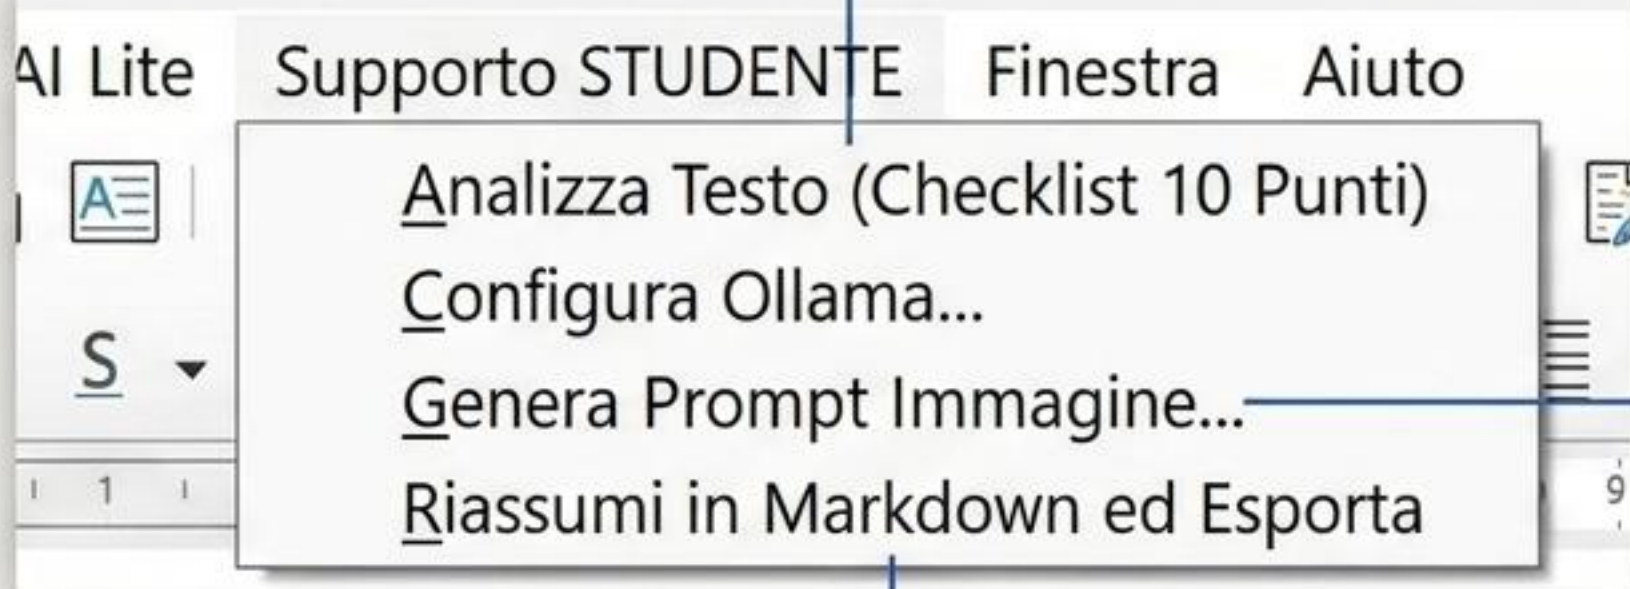 AI Lite Supporto STUDENTE Finestra Aiuto
A
Analizza Testo (Checklist 10 Punti)
Configura Ollama...
S
Genera Prompt Immagine...
1 9
Riassumi in Markdown ed Esporta